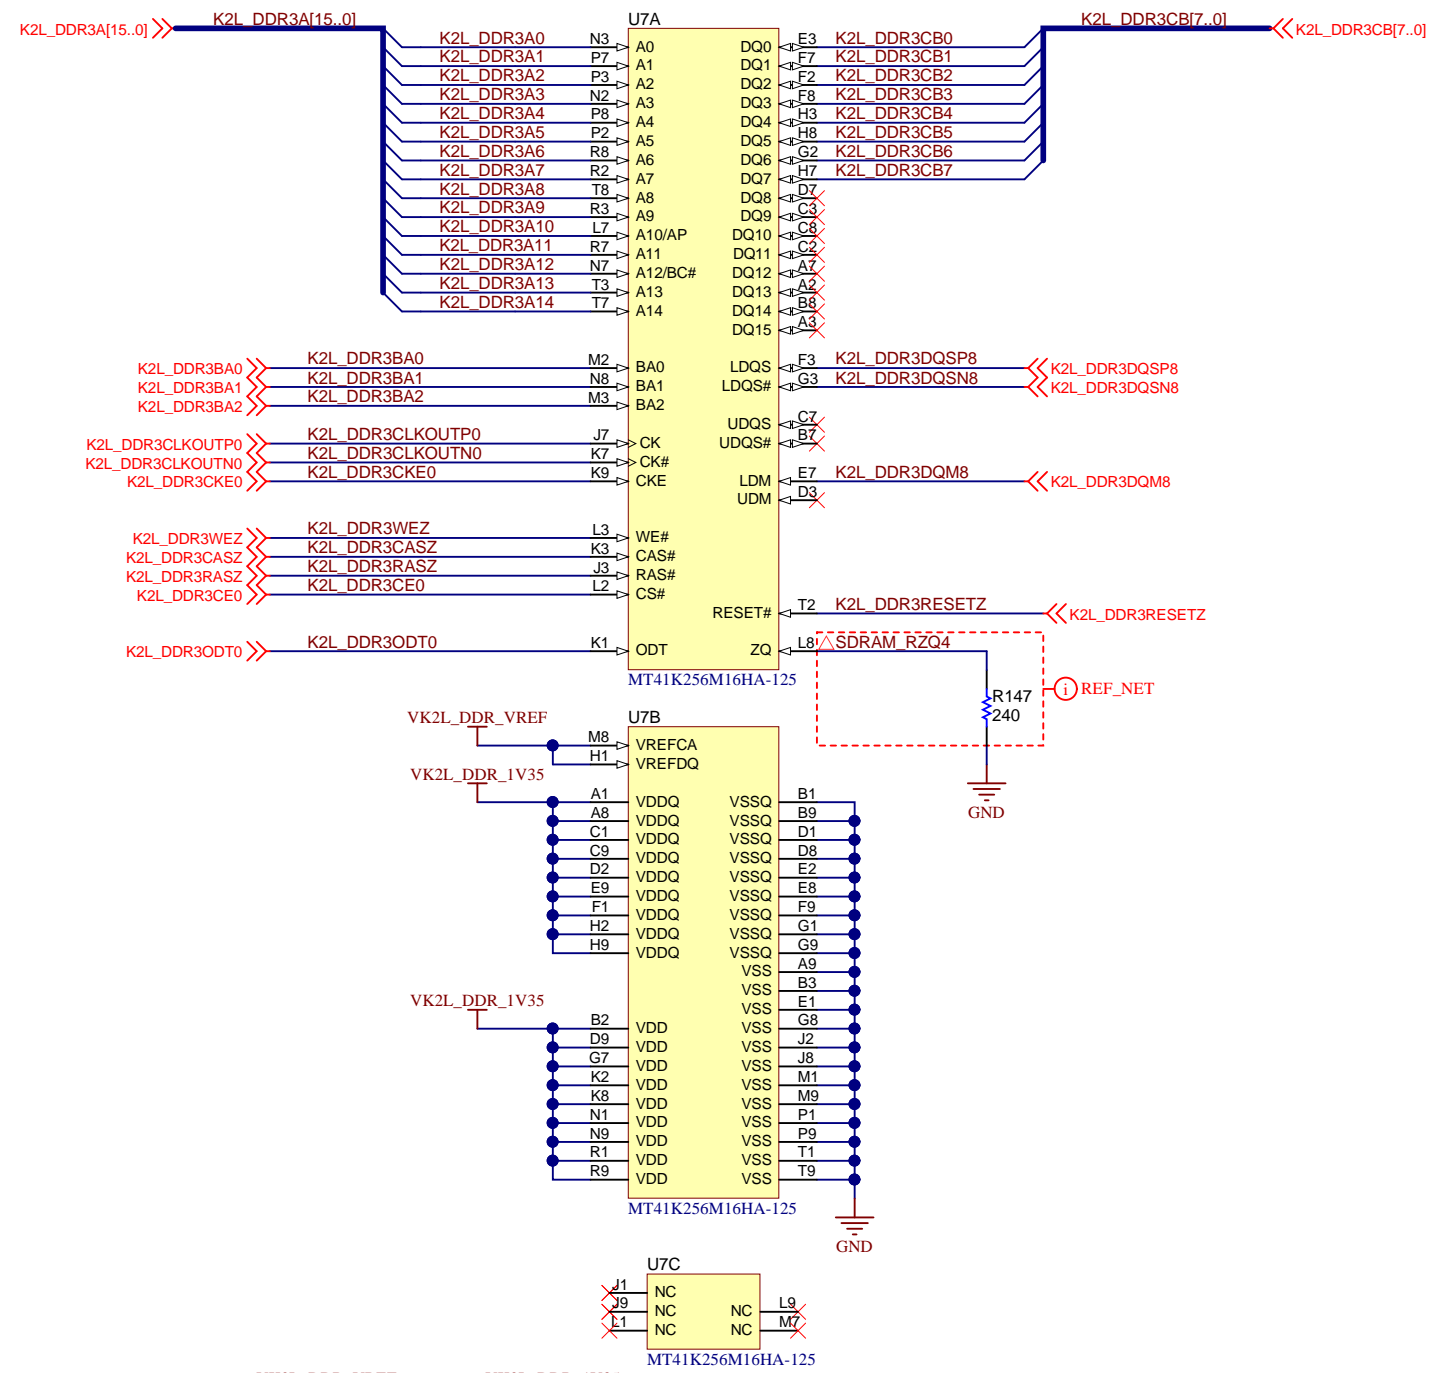 K2L_DDR3A[15..0]
K2L_DDR3A[15..0]
U7A
K2L_DDR3CB[7..0]
K2L_DDR3CB[7..0]
K2L_DDR3A0 N3 A0 DQ0 E3 K2L_DDR3CB0
K2L_DDR3A1 P7 A1 DQ1 F7 K2L_DDR3CB1
K2L_DDR3A2 P3 A2 DQ2 F2 K2L_DDR3CB2
K2L_DDR3A3 N2 A3 DQ3 F8 K2L_DDR3CB3
K2L_DDR3A4 P8 A4 DQ4 H3 K2L_DDR3CB4
K2L_DDR3A5 P2 A5 DQ5 H8 K2L_DDR3CB5
K2L_DDR3A6 R8 A6 DQ6 G2 K2L_DDR3CB6
K2L_DDR3A7 R2 A7 DQ7 H7 K2L_DDR3CB7
K2L_DDR3A8 T8 A8 DQ8 D7
K2L_DDR3A9 R3 A9 DQ9 C3
K2L_DDR3A10 L7 A10/AP DQ10 C8
K2L_DDR3A11 R7 A11 DQ11 C2
K2L_DDR3A12 N7 A12/BC# DQ12 A7
K2L_DDR3A13 T3 A13 DQ13 A2
K2L_DDR3A14 T7 A14 DQ14 B8
DQ15 A3
K2L_DDR3BA0 K2L_DDR3BA0 M2 BA0 LDQS F3 K2L_DDR3DQSP8 K2L_DDR3DQSP8
K2L_DDR3BA1 K2L_DDR3BA1 N8 BA1 LDQS# G3 K2L_DDR3DQSN8 K2L_DDR3DQSN8
K2L_DDR3BA2 K2L_DDR3BA2 M3 BA2
UDQS C7
K2L_DDR3CLKOUTP0 K2L_DDR3CLKOUTP0 J7 CK UDQS# B7
K2L_DDR3CLKOUTN0 K2L_DDR3CLKOUTN0 K7 CK#
K2L_DDR3CKE0 K2L_DDR3CKE0 K9 CKE LDM E7 K2L_DDR3DQM8 K2L_DDR3DQM8
UDM D3
K2L_DDR3WEZ K2L_DDR3WEZ L3 WE#
K2L_DDR3CASZ K2L_DDR3CASZ K3 CAS#
K2L_DDR3RASZ K2L_DDR3RASZ J3 RAS#
K2L_DDR3CE0 K2L_DDR3CE0 L2 CS#
RESET# T2 K2L_DDR3RESETZ K2L_DDR3RESETZ
K2L_DDR3ODT0 K2L_DDR3ODT0 K1 ODT ZQ L8 SDRAM_RZQ4
MT41K256M16HA-125
i REF_NET
R147
240
GND
U7B
VK2L_DDR_VREF
M8 VREFCA
H1 VREFDQ
VK2L_DDR_1V35
A1 VDDQ VSSQ B1
A8 VDDQ VSSQ B9
C1 VDDQ VSSQ D1
C9 VDDQ VSSQ D8
D2 VDDQ VSSQ E2
E9 VDDQ VSSQ E8
F1 VDDQ VSSQ F9
H2 VDDQ VSSQ G1
H9 VDDQ VSSQ G9
VSS A9
VSS B3
VK2L_DDR_1V35
VSS E1
B2 VDD VSS G8
D9 VDD VSS J2
G7 VDD VSS J8
K2 VDD VSS M1
K8 VDD VSS M9
N1 VDD VSS P1
N9 VDD VSS P9
R1 VDD VSS T1
R9 VDD VSS T9
MT41K256M16HA-125
GND
U7C
J1 NC
J9 NC NC L9
L1 NC NC M7
MT41K256M16HA-125